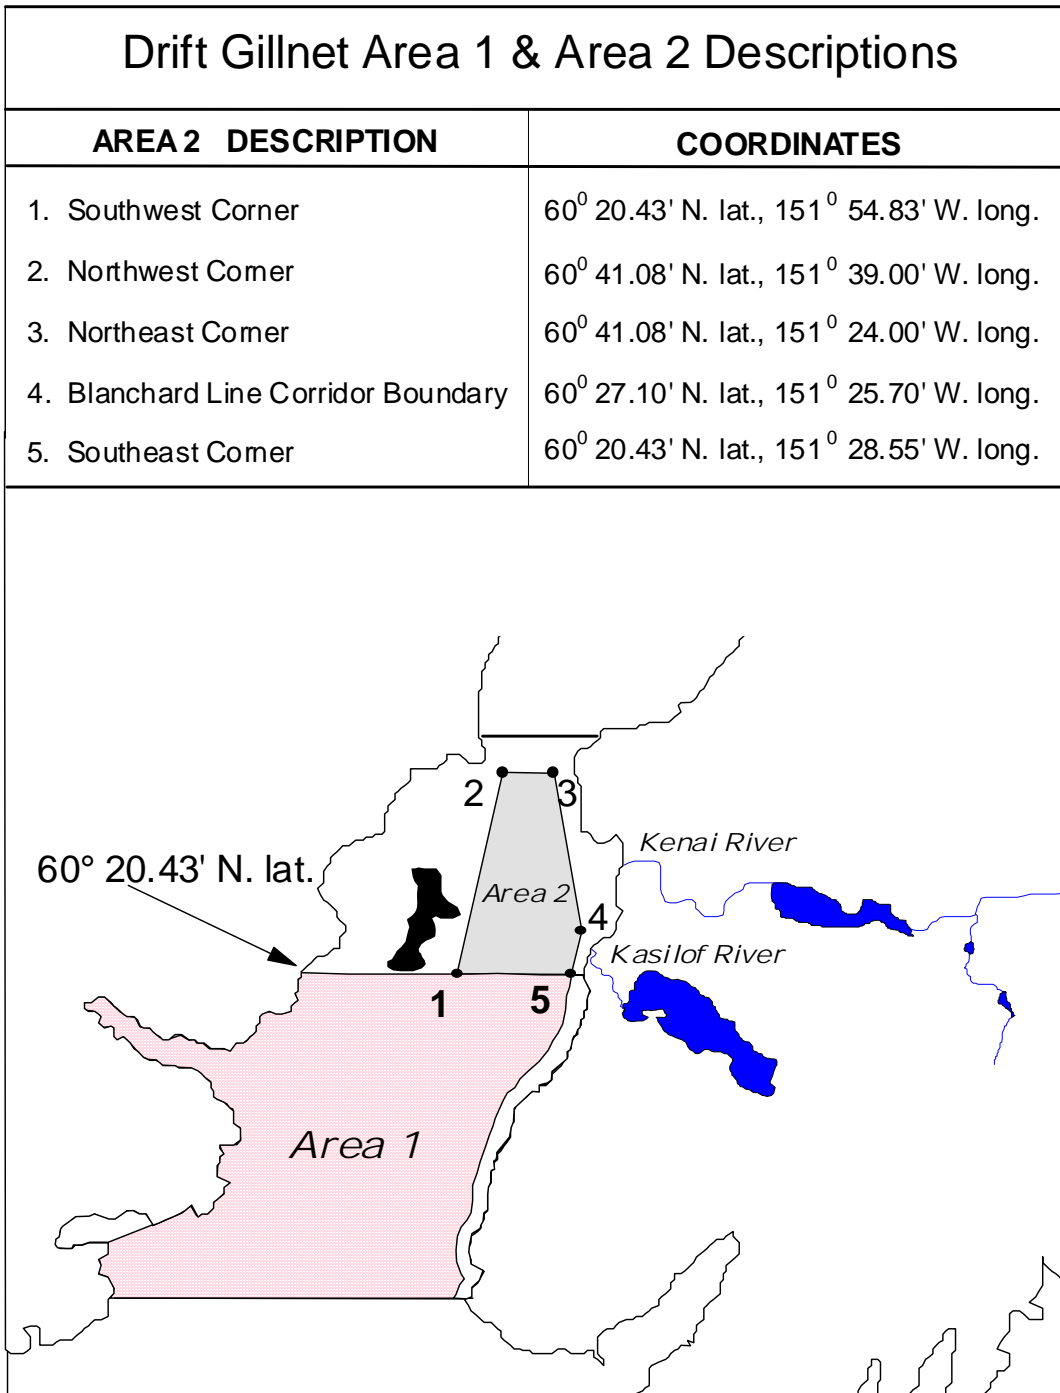 Drift Gillnet Area 1 & Area 2 Descriptions
AREA 2 DESCRIPTION COORDINATES
1. Southwest Corner 60⁰ 20.43' N. lat., 151⁰ 54.83' W. long.
2. Northwest Corner 60⁰ 41.08' N. lat., 151⁰ 39.00' W. long.
3. Northeast Corner 60⁰ 41.08' N. lat., 151⁰ 24.00' W. long.
4. Blanchard Line Corridor Boundary 60⁰ 27.10' N. lat., 151⁰ 25.70' W. long.
5. Southeast Corner 60⁰ 20.43' N. lat., 151⁰ 28.55' W. long.
2 3
Kenai River
60° 20.43' N. lat.
Area 2
4
Kasilof River
1 5
Area 1